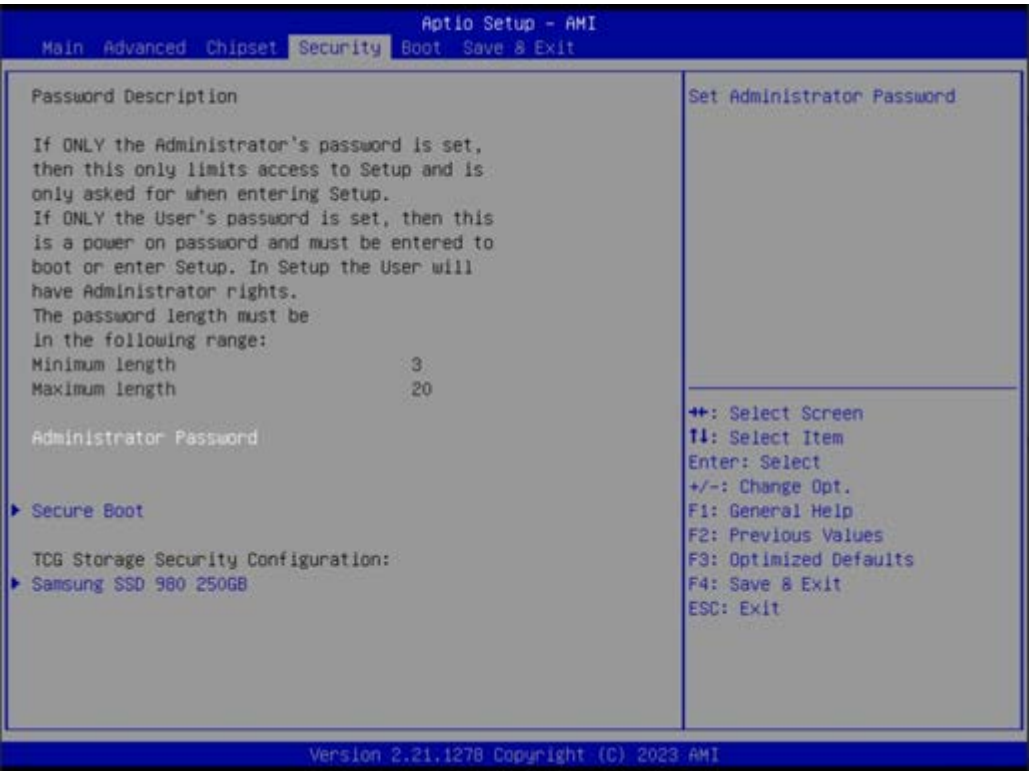 Aptio Setup - AMI
Main Advanced Chipset Security Boot Save & Exit
Password Description
If ONLY the Administrator's password is set,
then this only limits access to Setup and is
only asked for when entering Setup.
If ONLY the User's password is set, then this
is a power on password and must be entered to
boot or enter Setup. In Setup the User will
have Administrator rights.
The password length must be
in the following range:
Minimum length 3
Maximum length 20
Administrator Password
Secure Boot
TCG Storage Security Configuration:
Samsung SSD 980 250GB
Set Administrator Password
→←: Select Screen
↑↓: Select Item
Enter: Select
+/-: Change Opt.
F1: General Help
F2: Previous Values
F3: Optimized Defaults
F4: Save & Exit
ESC: Exit
Version 2.21.1278 Copyright (C) 2023 AMI